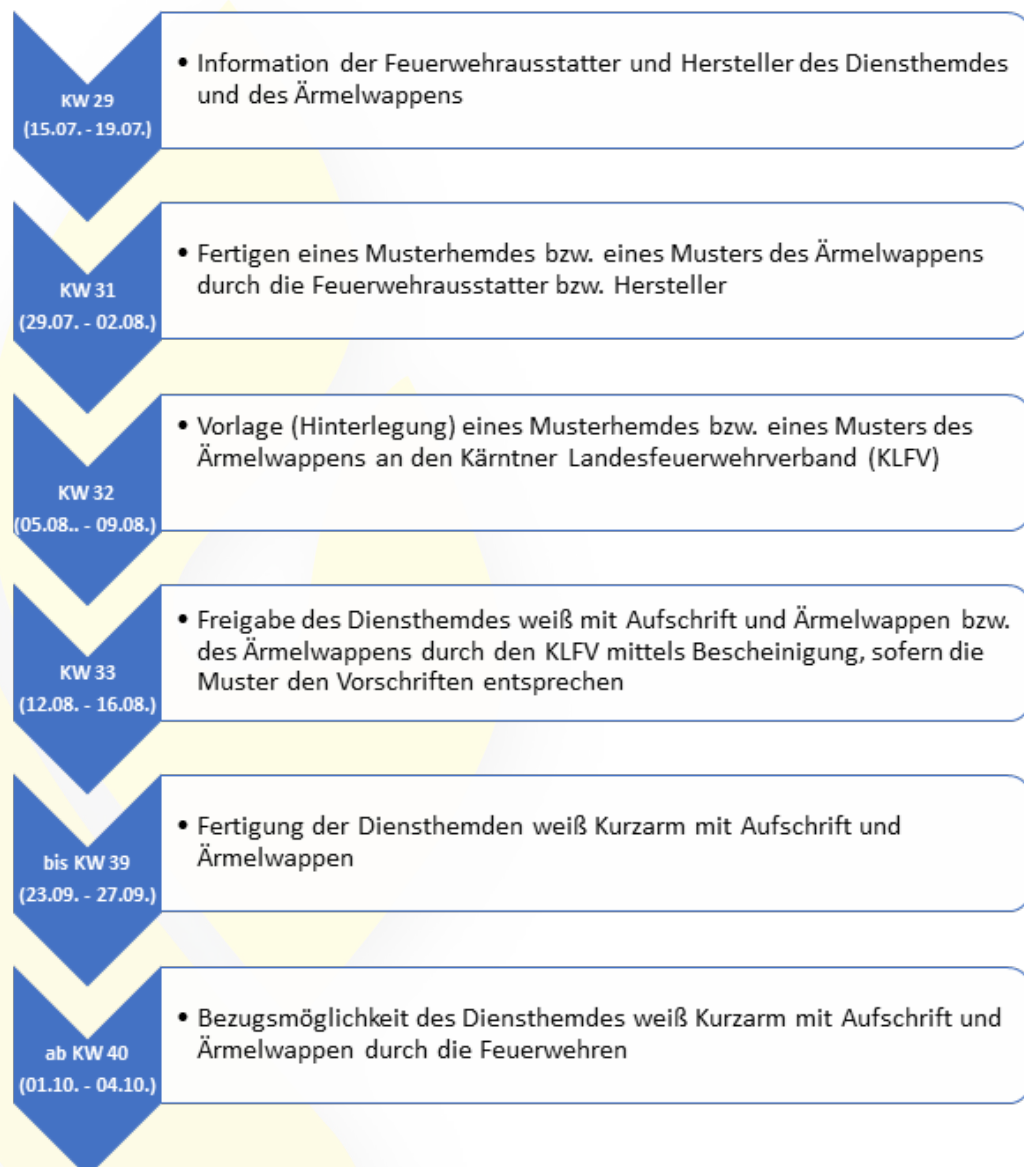 KW 29
(15.07. - 19.07.)
• Information der Feuerwehrausstatter und Hersteller des Diensthemdes
und des Ärmelwappens
KW 31
(29.07. - 02.08.)
• Fertigen eines Musterhemdes bzw. eines Musters des Ärmelwappens
durch die Feuerwehrausstatter bzw. Hersteller
KW 32
(05.08.. - 09.08.)
• Vorlage (Hinterlegung) eines Musterhemdes bzw. eines Musters des
Ärmelwappens an den Kärntner Landesfeuerwehrverband (KLFV)
KW 33
(12.08. - 16.08.)
• Freigabe des Diensthemdes weiß mit Aufschrift und Ärmelwappen bzw.
des Ärmelwappens durch den KLFV mittels Bescheinigung, sofern die
Muster den Vorschriften entsprechen
bis KW 39
(23.09. - 27.09.)
• Fertigung der Diensthemden weiß Kurzarm mit Aufschrift und
Ärmelwappen
ab KW 40
(01.10. - 04.10.)
• Bezugsmöglichkeit des Diensthemdes weiß Kurzarm mit Aufschrift und
Ärmelwappen durch die Feuerwehren